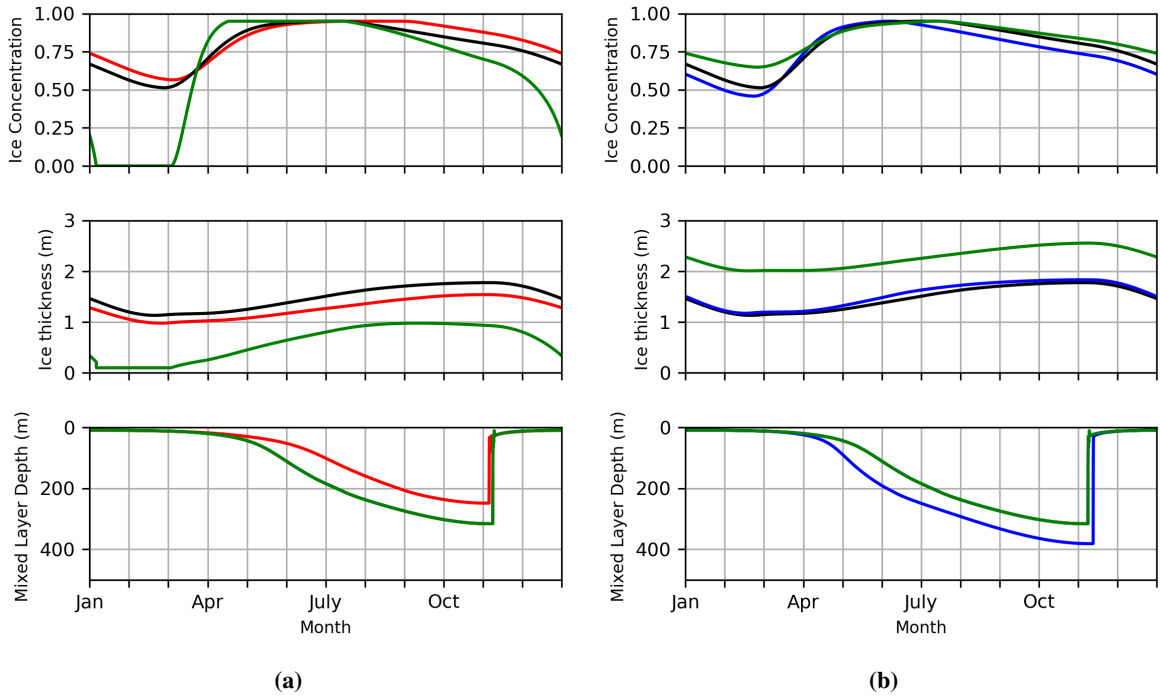 1.00
0.75
0.50
0.25
0.00
Ice Concentration
3
2
1
0
Ice thickness (m)
0
200
400
Mixed Layer Depth (m)
Jan Apr July Oct
Month
(a)
1.00
0.75
0.50
0.25
0.00
Ice Concentration
3
2
1
0
Ice thickness (m)
0
200
400
Mixed Layer Depth (m)
Jan Apr July Oct
Month
(b)